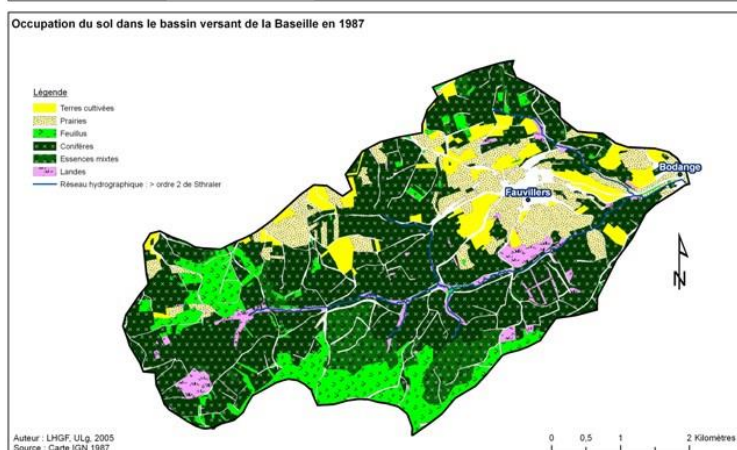 Occupation du sol dans le bassin versant de la Baseille en 1987
Légende
Terres cultivées
Prairies
Feuillus
Conifères
Essences mixtes
Landes
Réseau hydrographique : > ordre 2 de Sthraler
Bodange
Fauvillers
N
Auteur : LHGF, ULg, 2005
Source : Carte IGN 1987
0 0,5 1 2 Kilomètres